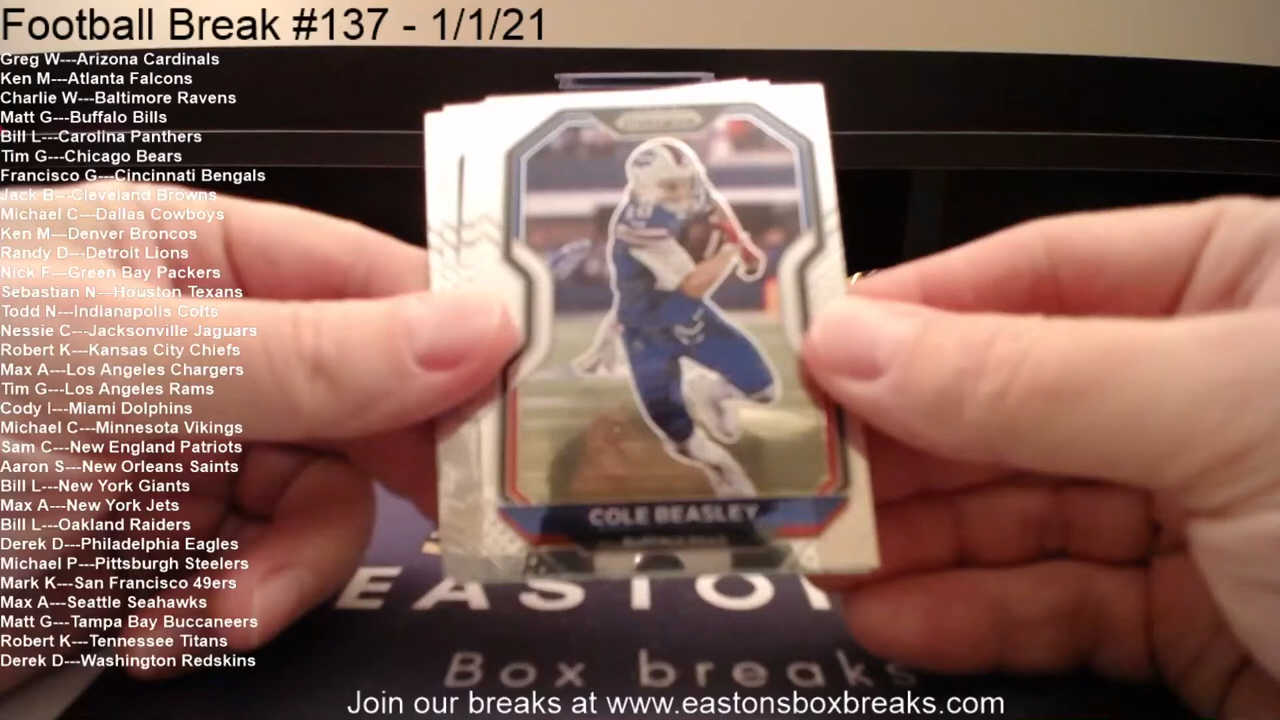 Football Break #137 - 1/1/21
Greg W---Arizona Cardinals
Ken M---Atlanta Falcons
Charlie W---Baltimore Ravens
Matt G---Buffalo Bills
Bill L---Carolina Panthers
Tim G---Chicago Bears
Francisco G---Cincinnati Bengals
Jack B---Cleveland Browns
Michael C---Dallas Cowboys
Ken M---Denver Broncos
Randy D---Detroit Lions
Nick F---Green Bay Packers
Sebastian N---Houston Texans
Todd N---Indianapolis Colts
Nessie C---Jacksonville Jaguars
Robert K---Kansas City Chiefs
Max A---Los Angeles Chargers
Tim G---Los Angeles Rams
Cody I---Miami Dolphins
Michael C---Minnesota Vikings
Sam C---New England Patriots
Aaron S---New Orleans Saints
Bill L---New York Giants
Max A---New York Jets
Bill L---Oakland Raiders
Derek D---Philadelphia Eagles
Michael P---Pittsburgh Steelers
Mark K---San Francisco 49ers
Max A---Seattle Seahawks
Matt G---Tampa Bay Buccaneers
Robert K---Tennessee Titans
Derek D---Washington Redskins
COLE BEASLEY
EASTON
Box breaks
Join our breaks at www.eastonsboxbreaks.com